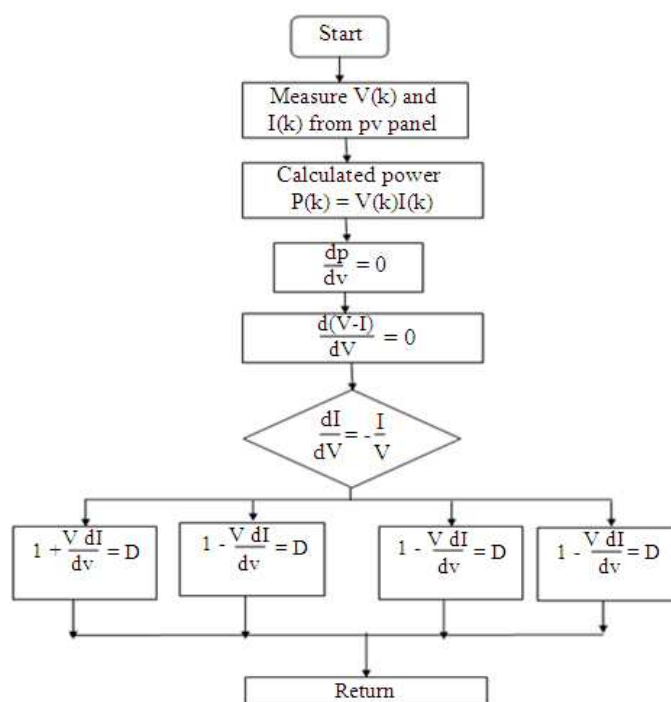 Start
Measure V(k) and
I(k) from pv panel
Calculated power
P(k) = V(k)I(k)
dp/dv = 0
d(V-I)/dV = 0
dI/dV = - I/V
1 + V dI/dv = D
1 - V dI/dv = D
1 - V dI/dv = D
1 - V dI/dv = D
Return